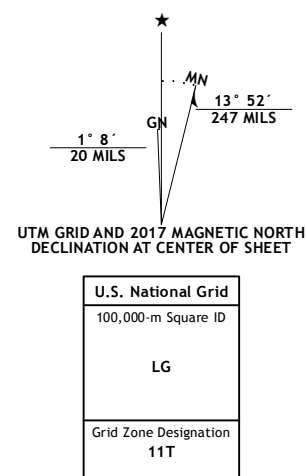 ★
MN
GN
13° 52´
247 MILS
1° 8´
20 MILS
UTM GRID AND 2017 MAGNETIC NORTH
DECLINATION AT CENTER OF SHEET
U.S. National Grid
100,000-m Square ID
LG
Grid Zone Designation
11T